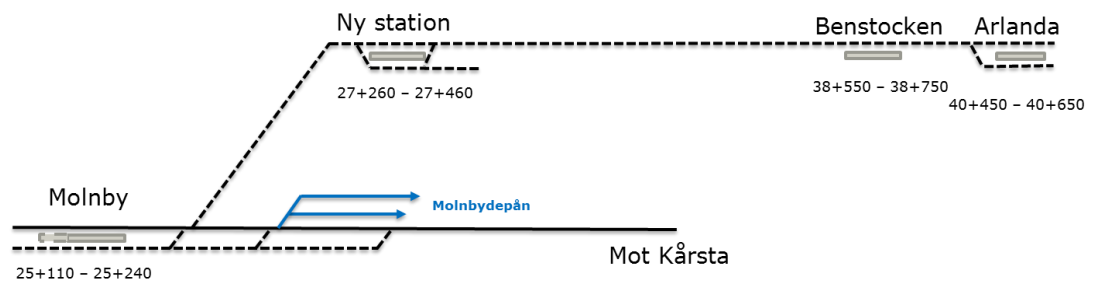 Ny station
Benstocken
Arlanda
27+260 – 27+460
38+550 – 38+750
40+450 – 40+650
Molnby
Molnbydepån
Mot Kårsta
25+110 – 25+240